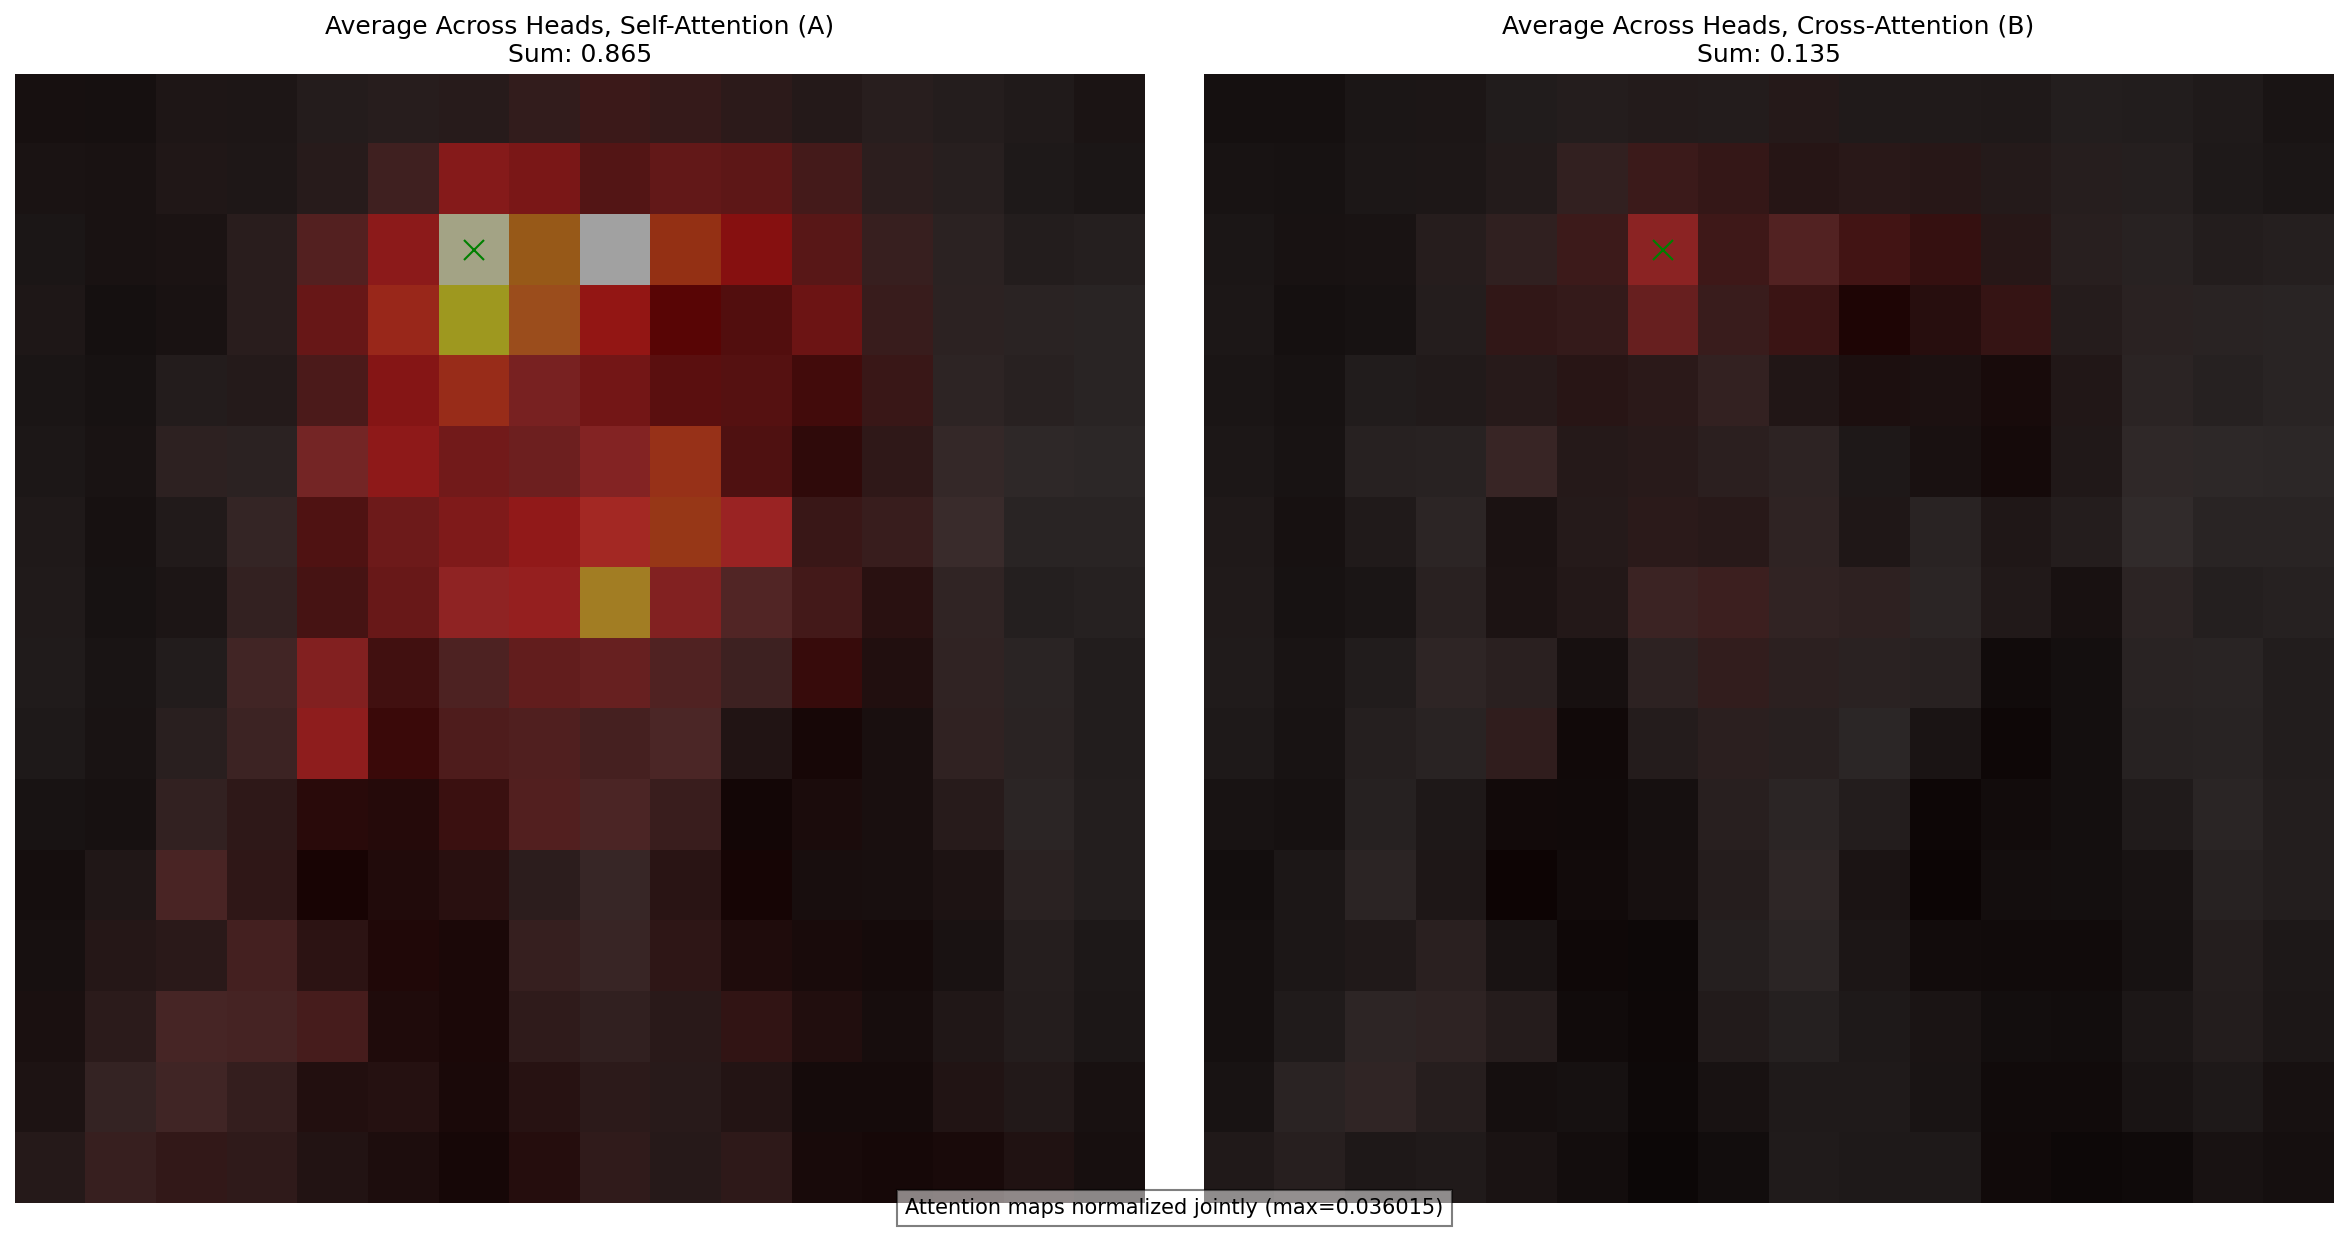 Average Across Heads, Self-Attention (A)
Sum: 0.865
Average Across Heads, Cross-Attention (B)
Sum: 0.135
Attention maps normalized jointly (max=0.036015)